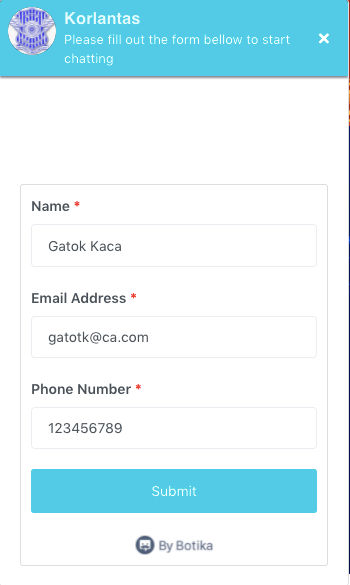 Korlantas
Please fill out the form bellow to start
chatting
Name *
Gatok Kaca
Email Address *
gatotk@ca.com
Phone Number *
123456789
Submit
By Botika